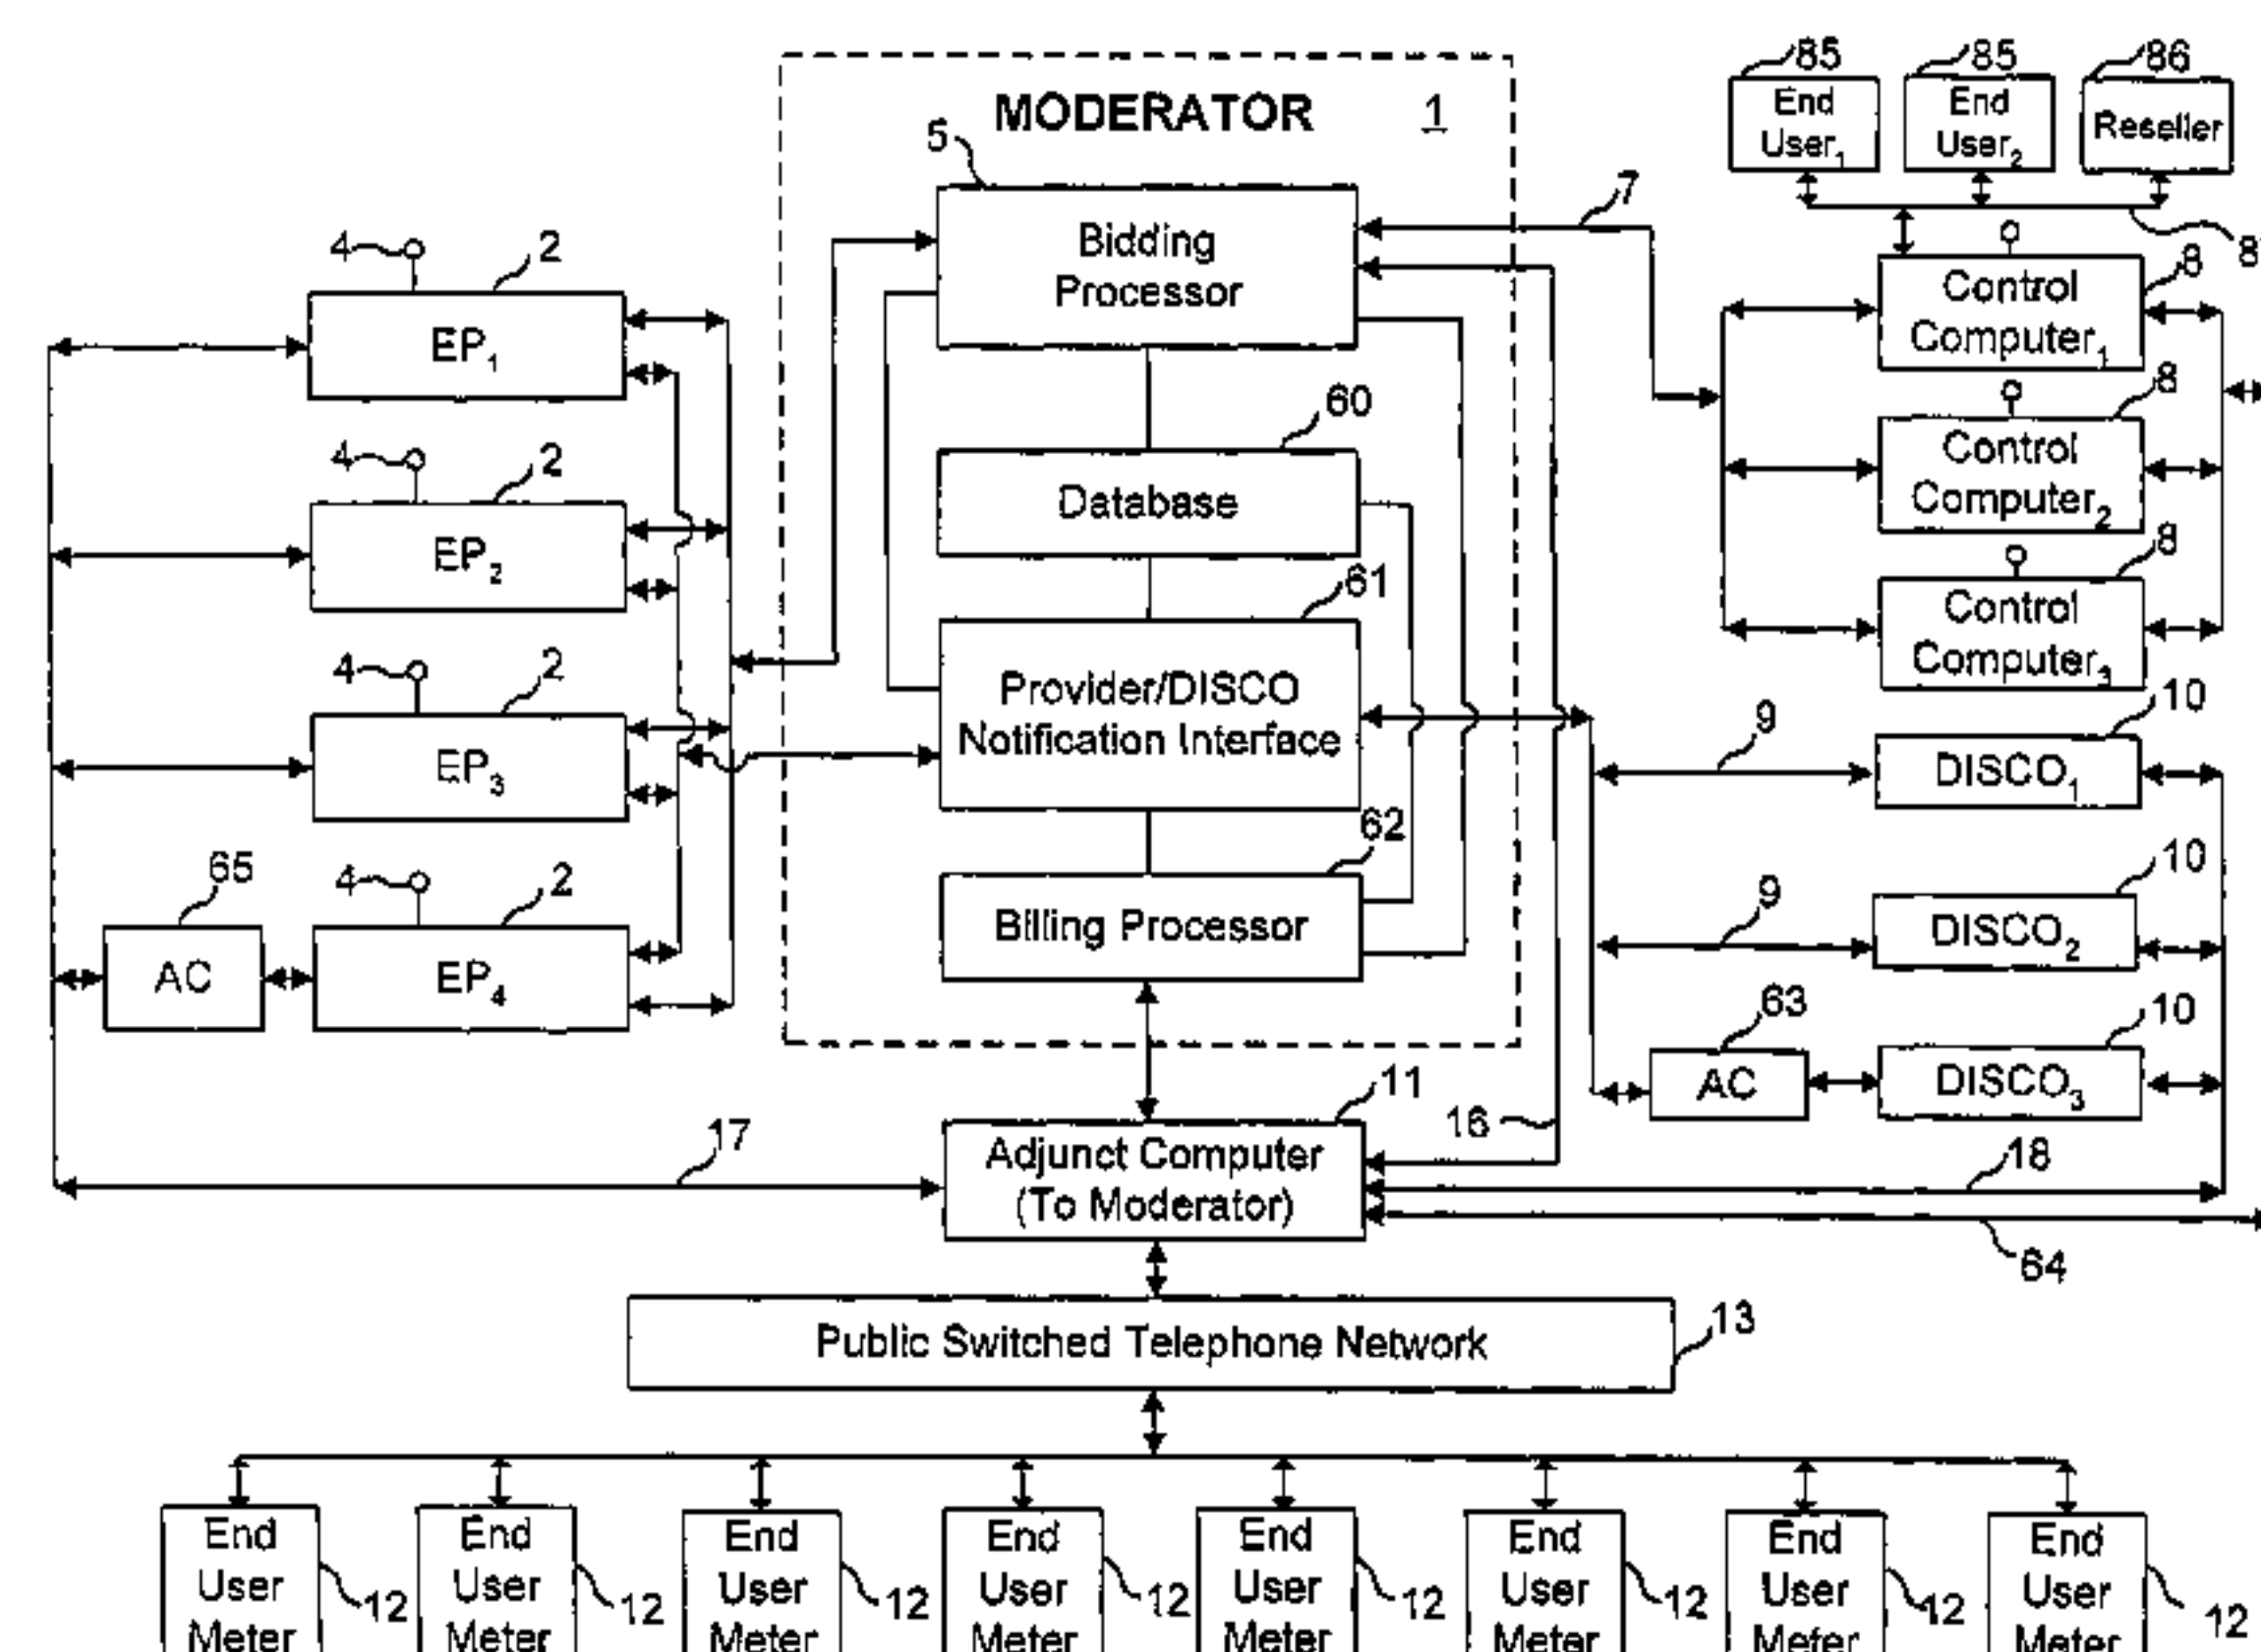 85
85
86
End
User₁
End
User₂
Reseller
MODERATOR 1
5
7
8
Bidding
Processor
4
2
EP₁
8
Control
Computer₁
60
8
Control
Computer₂
4
2
EP₂
Database
8
Control
Computer₃
61
4
2
EP₃
Provider/DISCO
Notification Interface
9
10
DISCO₁
62
65
4
2
AC
EP₄
Billing Processor
9
10
DISCO₂
63
10
AC
DISCO₃
11
16
17
Adjunct Computer
(To Moderator)
18
64
Public Switched Telephone Network
13
End
User
Meter
12
End
User
Meter
12
End
User
Meter
12
End
User
Meter
12
End
User
Meter
12
End
User
Meter
12
End
User
Meter
12
End
User
Meter
12